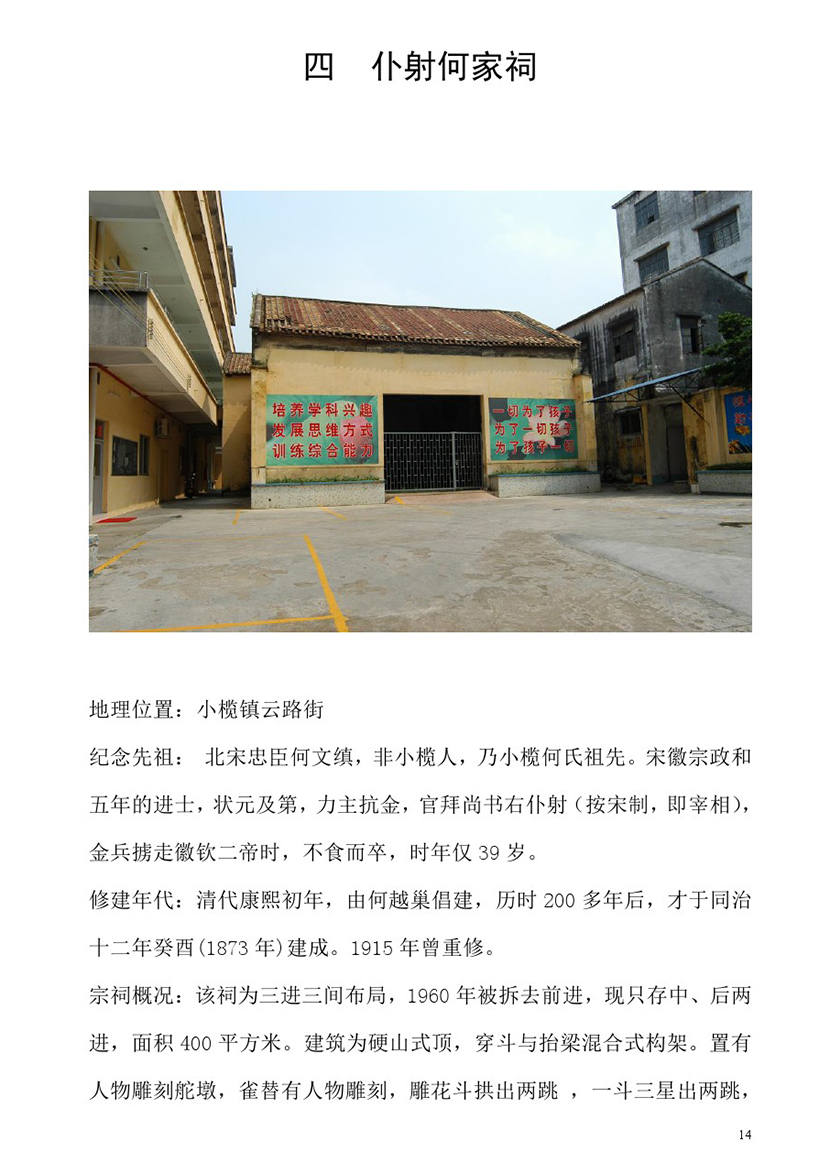 四 仆射何家祠
培养学科兴趣
发展思维方式
训练综合能力
一切为了孩子
为了一切孩子
为了孩子一切
地理位置：小榄镇云路街
纪念先祖： 北宋忠臣何文缜，非小榄人，乃小榄何氏祖先。宋徽宗政和
五年的进士，状元及第，力主抗金，官拜尚书右仆射（按宋制，即宰相），
金兵掳走徽钦二帝时，不食而卒，时年仅 39 岁。
修建年代：清代康熙初年，由何越巢倡建，历时 200 多年后，才于同治
十二年癸酉(1873 年)建成。1915 年曾重修。
宗祠概况：该祠为三进三间布局，1960 年被拆去前进，现只存中、后两
进，面积 400 平方米。建筑为硬山式顶，穿斗与抬梁混合式构架。置有
人物雕刻舵墩，雀替有人物雕刻，雕花斗拱出两跳 ，一斗三星出两跳，
14